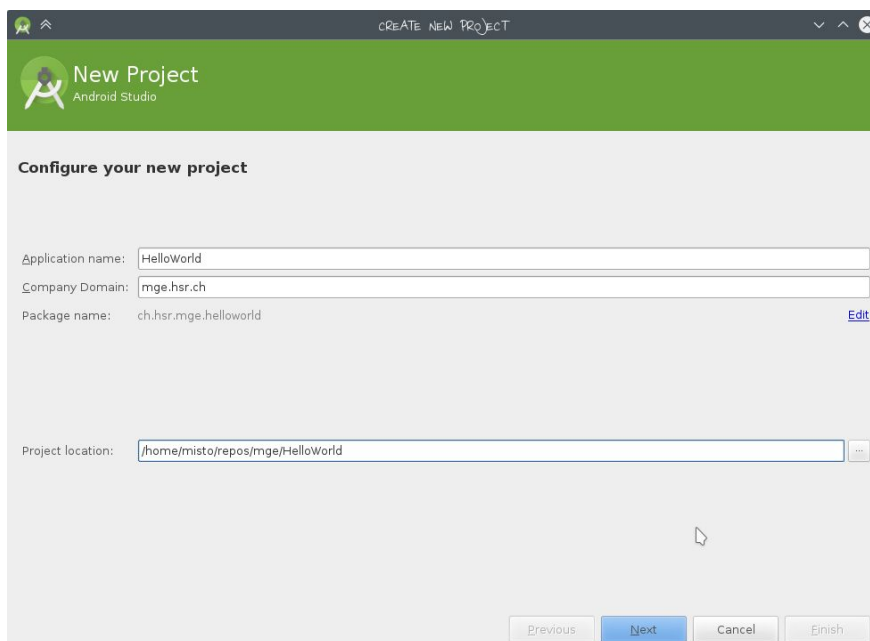 CREATE NEW PROJECT
New Project
Android Studio
Configure your new project
Application name: HelloWorld
Company Domain: mge.hsr.ch
Package name: ch.hsr.mge.helloworld Edit
Project location: /home/misto/repos/mge/HelloWorld ...
Previous Next Cancel Finish